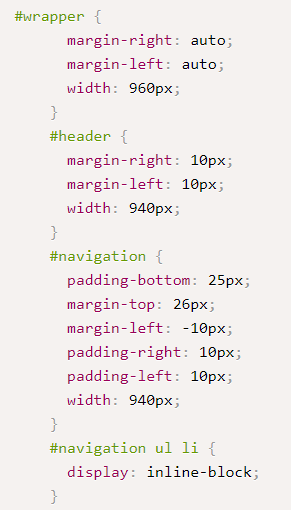 #wrapper {
margin-right: auto;
margin-left: auto;
width: 960px;
}
#header {
margin-right: 10px;
margin-left: 10px;
width: 940px;
}
#navigation {
padding-bottom: 25px;
margin-top: 26px;
margin-left: -10px;
padding-right: 10px;
padding-left: 10px;
width: 940px;
}
#navigation ul li {
display: inline-block;
}